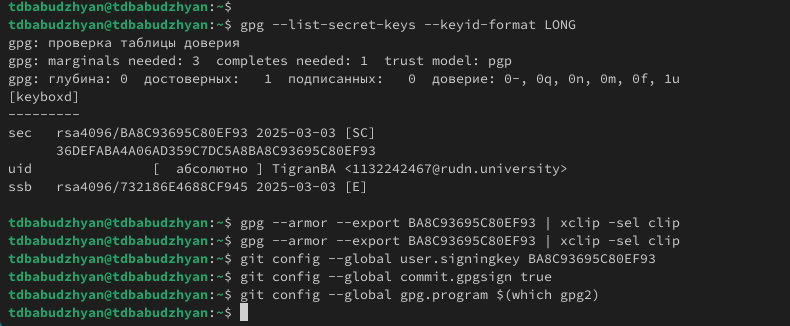 tdbabudzhyan@tdbabudzhyan:~$
tdbabudzhyan@tdbabudzhyan:~$ gpg --list-secret-keys --keyid-format LONG
gpg: проверка таблицы доверия
gpg: marginals needed: 3  completes needed: 1  trust model: pgp
gpg: глубина: 0  достоверных:   1  подписанных:   0  доверие: 0-, 0q, 0n, 0m, 0f, 1u
[keyboxd]
---------
sec   rsa4096/BA8C93695C80EF93 2025-03-03 [SC]
      36DEFABA4A06AD359C7DC5A8BA8C93695C80EF93
uid               [  абсолютно ] TigranBA <1132242467@rudn.university>
ssb   rsa4096/732186E4688CF945 2025-03-03 [E]

tdbabudzhyan@tdbabudzhyan:~$ gpg --armor --export BA8C93695C80EF93 | xclip -sel clip
tdbabudzhyan@tdbabudzhyan:~$ gpg --armor --export BA8C93695C80EF93 | xclip -sel clip
tdbabudzhyan@tdbabudzhyan:~$ git config --global user.signingkey BA8C93695C80EF93
tdbabudzhyan@tdbabudzhyan:~$ git config --global commit.gpgsign true
tdbabudzhyan@tdbabudzhyan:~$ git config --global gpg.program $(which gpg2)
tdbabudzhyan@tdbabudzhyan:~$